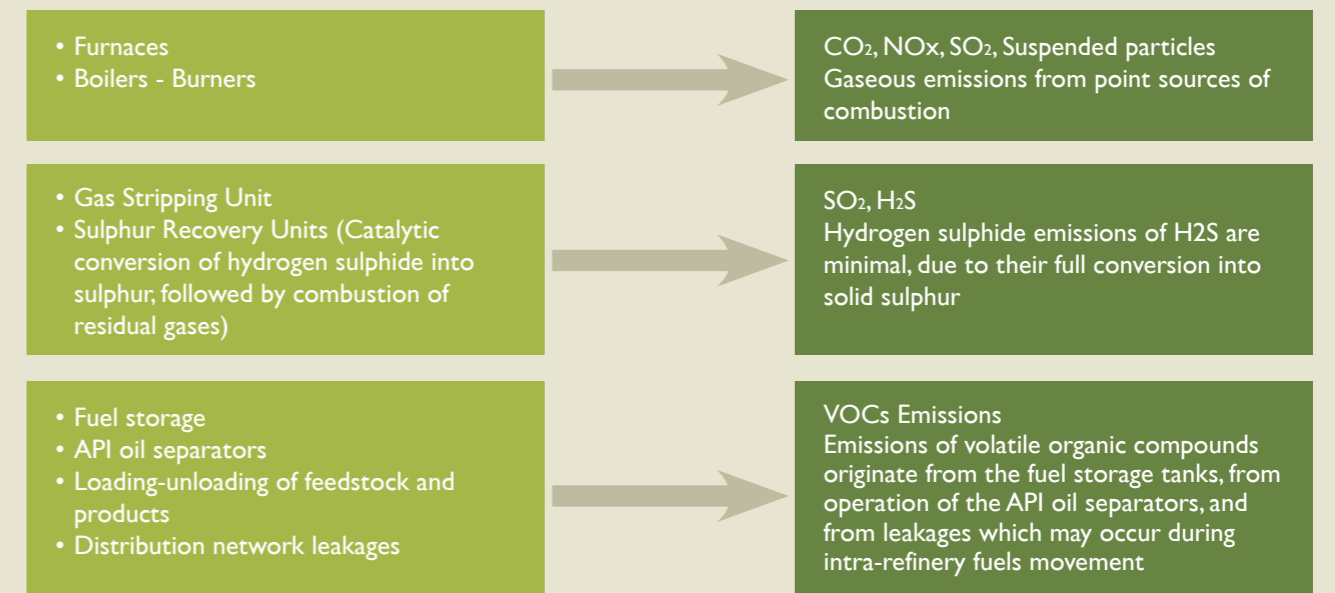 • Furnaces
• Boilers - Burners
CO₂, NOx, SO₂, Suspended particles
Gaseous emissions from point sources of
combustion
• Gas Stripping Unit
• Sulphur Recovery Units (Catalytic
conversion of hydrogen sulphide into
sulphur, followed by combustion of
residual gases)
SO₂, H₂S
Hydrogen sulphide emissions of H2S are
minimal, due to their full conversion into
solid sulphur
• Fuel storage
• API oil separators
• Loading-unloading of feedstock and
products
• Distribution network leakages
VOCs Emissions
Emissions of volatile organic compounds
originate from the fuel storage tanks, from
operation of the API oil separators, and
from leakages which may occur during
intra-refinery fuels movement